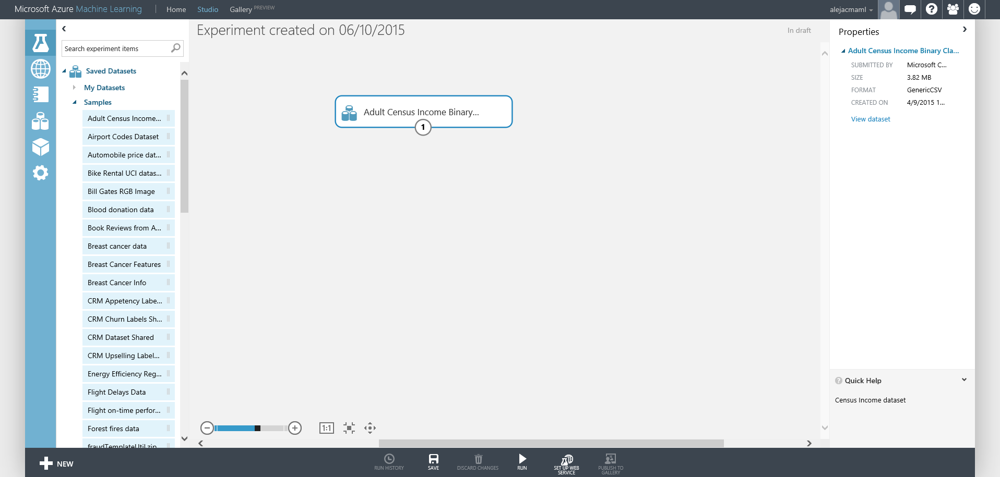 Microsoft Azure Machine Learning
Home
Studio
Gallery PREVIEW
alejacmaml
Search experiment items
Saved Datasets
My Datasets
Samples
Adult Census Income...
Airport Codes Dataset
Automobile price dat...
Bike Rental UCI datas...
Bill Gates RGB Image
Blood donation data
Book Reviews from A...
Breast cancer data
Breast Cancer Features
Breast Cancer Info
CRM Appetency Labe...
CRM Churn Labels Sh...
CRM Dataset Shared
CRM Upselling Label...
Energy Efficiency Reg...
Flight Delays Data
Flight on-time perfor...
Forest fires data
fraudTemplateUtil.zip
Experiment created on 06/10/2015
In draft
Adult Census Income Binary...
1
1:1
Properties
Adult Census Income Binary Cla...
SUBMITTED BY Microsoft C...
SIZE 3.82 MB
FORMAT GenericCSV
CREATED ON 4/9/2015 1...
View dataset
? Quick Help
Census Income dataset
NEW
RUN HISTORY
SAVE
DISCARD CHANGES
RUN
SET UP WEB
SERVICE
PUBLISH TO
GALLERY